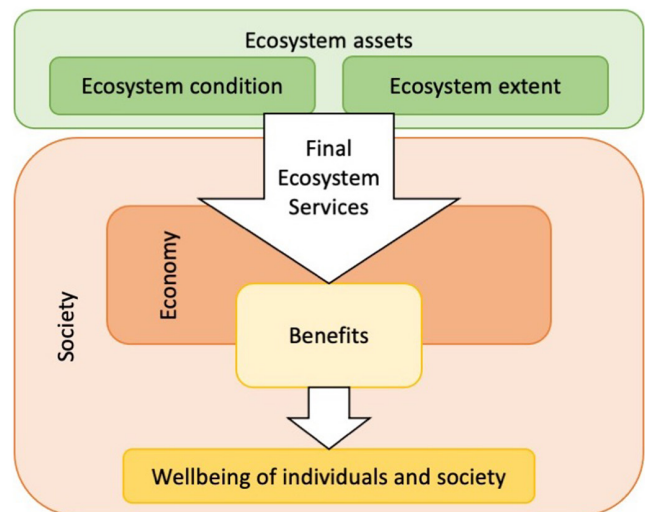 Ecosystem assets
Ecosystem condition
Ecosystem extent
Final
Ecosystem
Services
Economy
Society
Benefits
Wellbeing of individuals and society